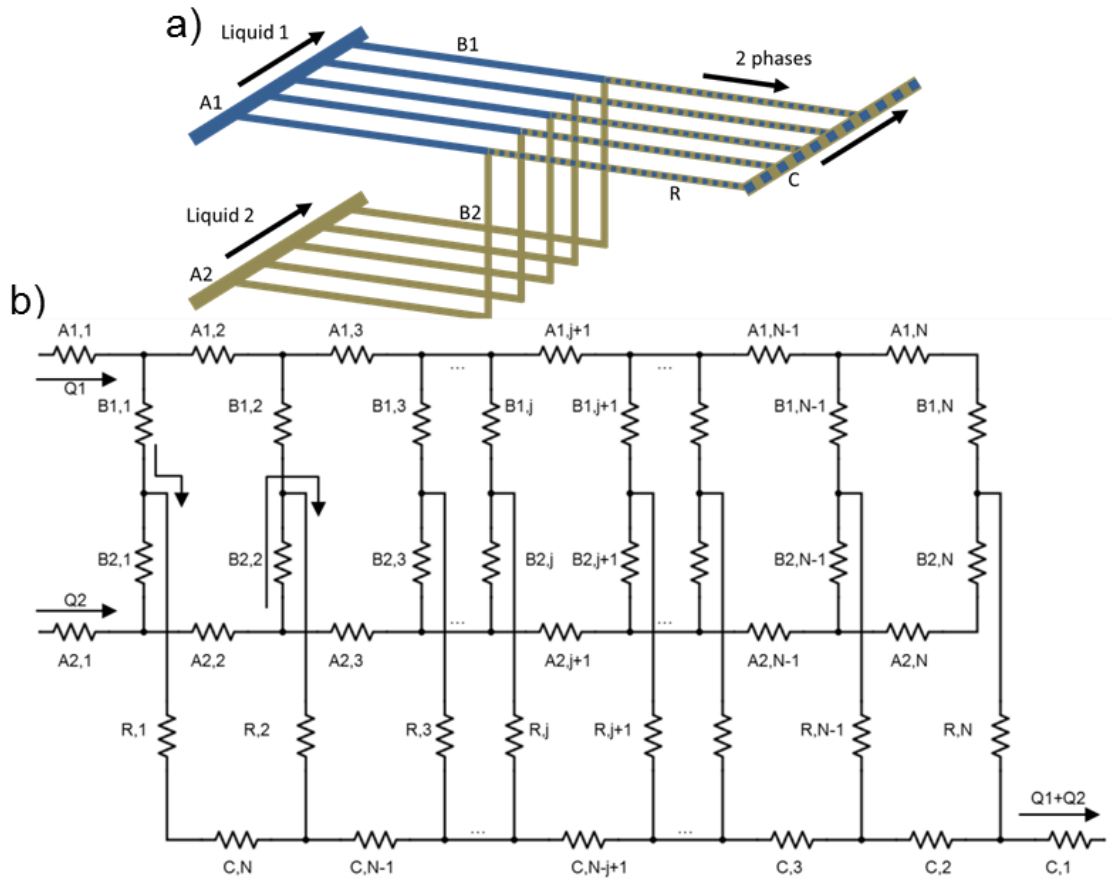 a)
Liquid 1
B1
2 phases
A1
Liquid 2
B2
R
C
A2
b)
A1,1 A1,2 A1,3 A1,j+1 A1,N-1 A1,N
... ...
Q1
B1,1 B1,2 B1,3 B1,j B1,j+1 B1,N-1 B1,N
B2,1 B2,2 B2,3 B2,j B2,j+1 B2,N-1 B2,N
Q2
... ...
A2,1 A2,2 A2,3 A2,j+1 A2,N-1 A2,N
R,1 R,2 R,3 R,j R,j+1 R,N-1 R,N
Q1+Q2
... ...
C,N C,N-1 C,N-j+1 C,3 C,2 C,1